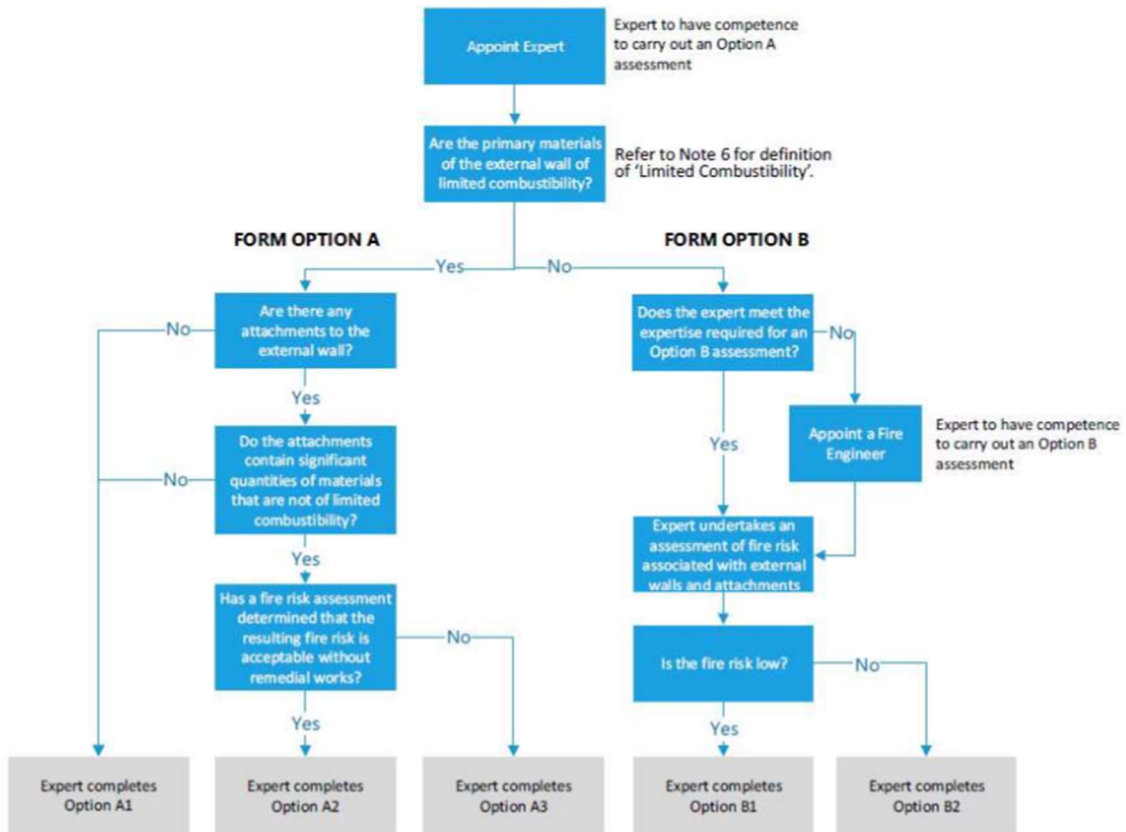 Appoint Expert
Expert to have competence
to carry out an Option A
assessment
Are the primary materials
of the external wall of
limited combustibility?
Refer to Note 6 for definition
of ‘Limited Combustibility’.
FORM OPTION A
FORM OPTION B
Yes
No
Are there any
attachments to the
external wall?
No
Yes
Does the expert meet the
expertise required for an
Option B assessment?
No
Yes
Appoint a Fire
Engineer
Expert to have competence
to carry out an Option B
assessment
Do the attachments
contain significant
quantities of materials
that are not of limited
combustibility?
No
Yes
Expert undertakes an
assessment of fire risk
associated with external
walls and attachments
Has a fire risk assessment
determined that the
resulting fire risk is
acceptable without
remedial works?
No
Yes
Is the fire risk low?
No
Yes
Expert completes
Option A1
Expert completes
Option A2
Expert completes
Option A3
Expert completes
Option B1
Expert completes
Option B2